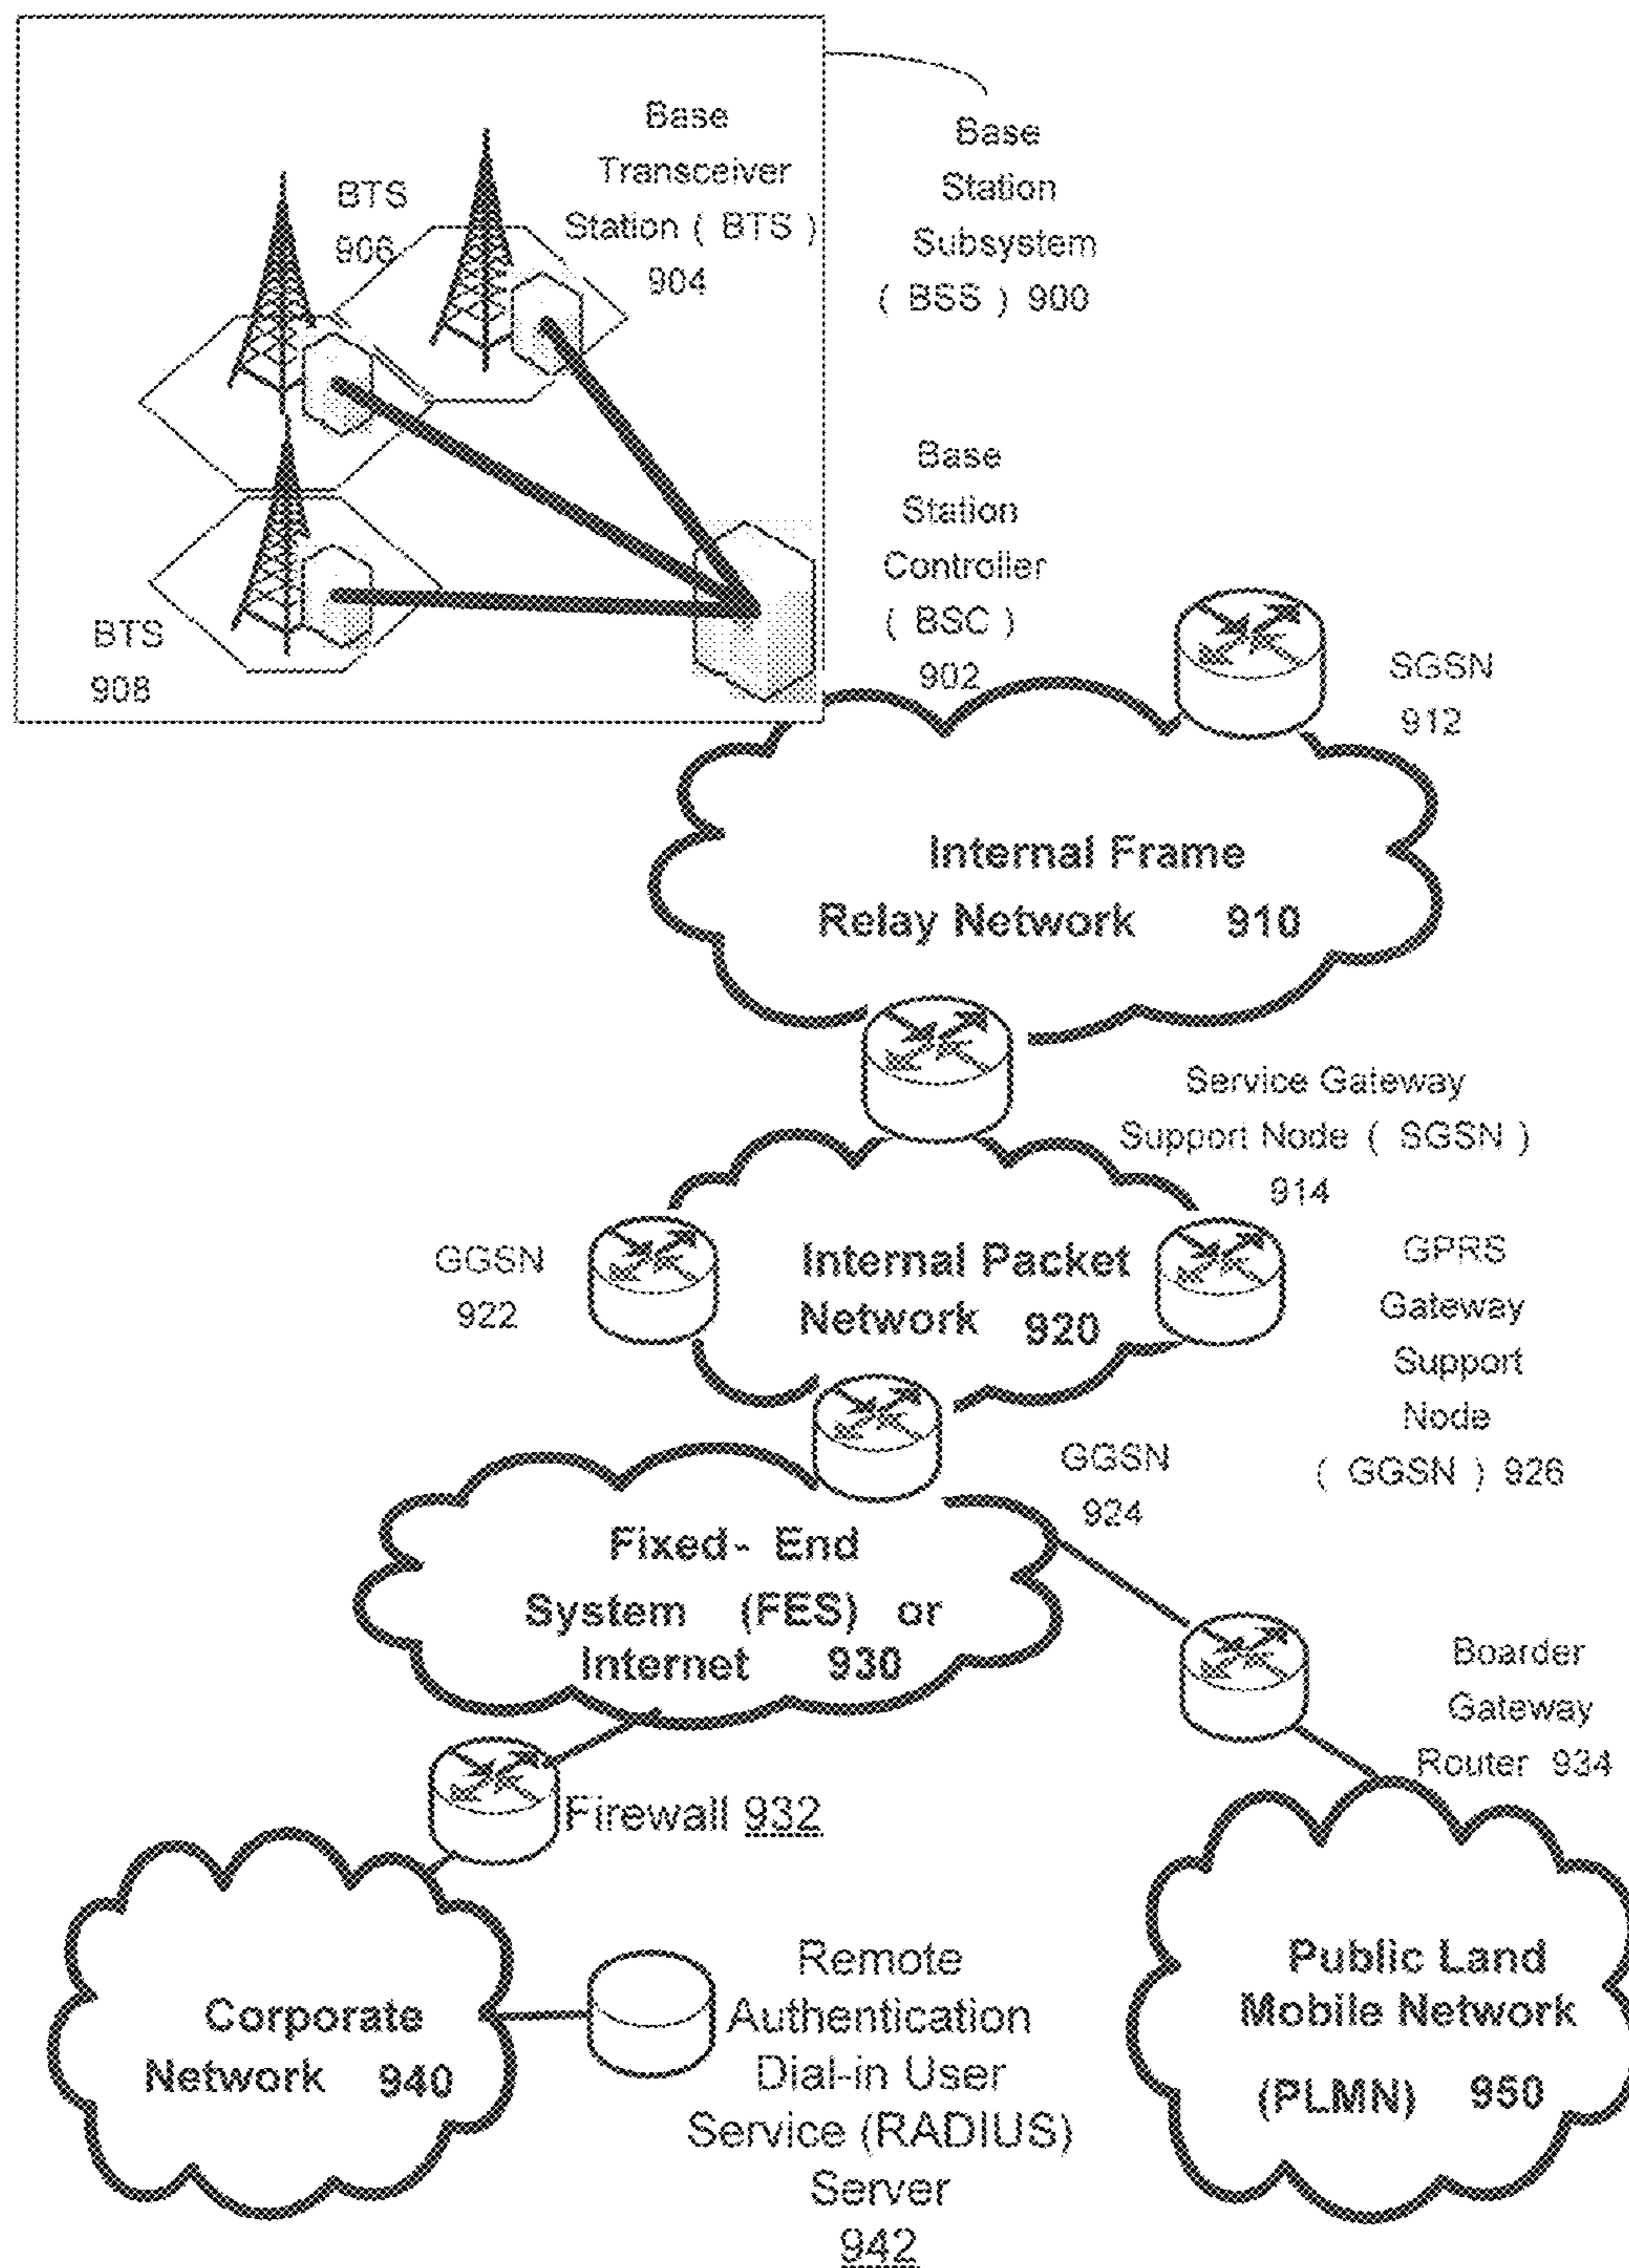 Base
Transceiver
Station ( BTS )
904
BTS
906
BTS
908
Base
Station
Subsystem
( BSS ) 900
Base
Station
Controller
( BSC )
902
SGSN
912
Internal Frame
Relay Network 910
Service Gateway
Support Node ( SGSN )
914
GGSN
922
Internal Packet
Network 920
GPRS
Gateway
Support
Node
( GGSN ) 926
GGSN
924
Fixed- End
System (FES) or
Internet 930
Boarder
Gateway
Router 934
Firewall 932
Corporate
Network 940
Remote
Authentication
Dial-in User
Service (RADIUS)
Server
942
Public Land
Mobile Network
(PLMN) 950